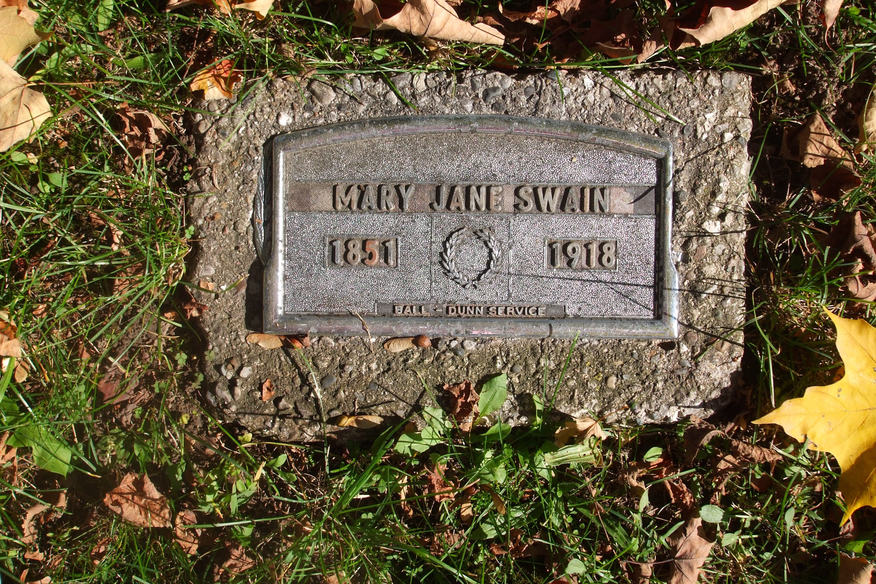 MARY JANE SWAIN
1851 1918
BALL - DUNN SERVICE